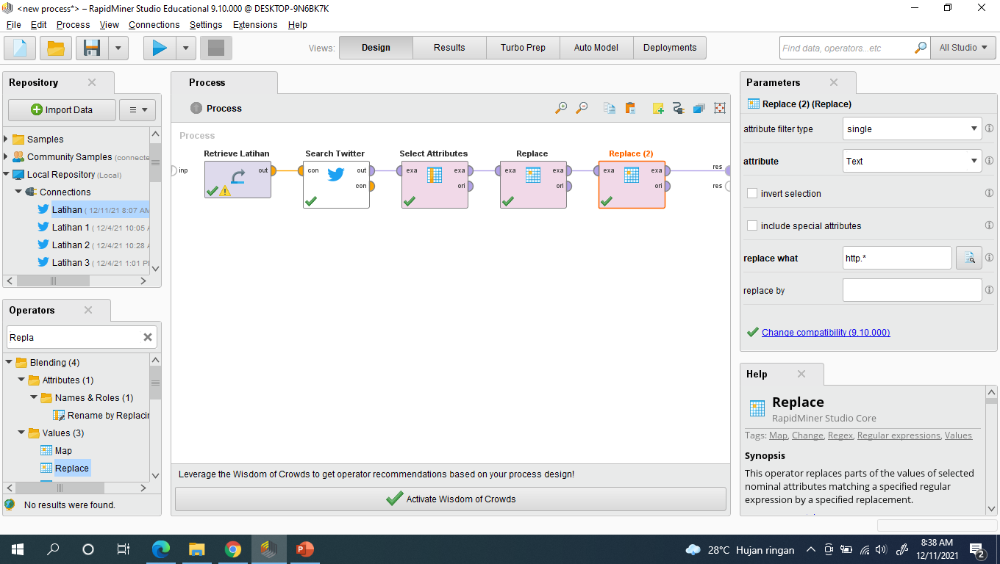 <new process*> – RapidMiner Studio Educational 9.10.000 @ DESKTOP-9N6BK7K
File Edit Process View Connections Settings Extensions Help
Views: Design Results Turbo Prep Auto Model Deployments
Find data, operators...etc
All Studio
Repository
Import Data
Samples
Community Samples (connecte
Local Repository (Local)
Connections
Latihan ( 12/11/21 8:07 AM
Latihan 1 ( 12/4/21 10:05 A
Latihan 2 ( 12/4/21 10:28 A
Latihan 3 ( 12/4/21 1:01 PM
Operators
Repla
Blending (4)
Attributes (1)
Names & Roles (1)
Rename by Replacin
Values (3)
Map
Replace
No results were found.
Process
Process
Process
inp
Retrieve Latihan
out
Search Twitter
con out
con
Select Attributes
exa exa
ori
Replace
exa exa
ori
Replace (2)
exa exa
ori
res
res
Leverage the Wisdom of Crowds to get operator recommendations based on your process design!
Activate Wisdom of Crowds
Parameters
Replace (2) (Replace)
attribute filter type single
attribute Text
invert selection
include special attributes
replace what http.*
replace by
Change compatibility (9.10.000)
Help
Replace
RapidMiner Studio Core
Tags: Map, Change, Regex, Regular expressions, Values
Synopsis
This operator replaces parts of the values of selected
nominal attributes matching a specified regular
expression by a specified replacement.
28°C Hujan ringan
8:38 AM
12/11/2021
2